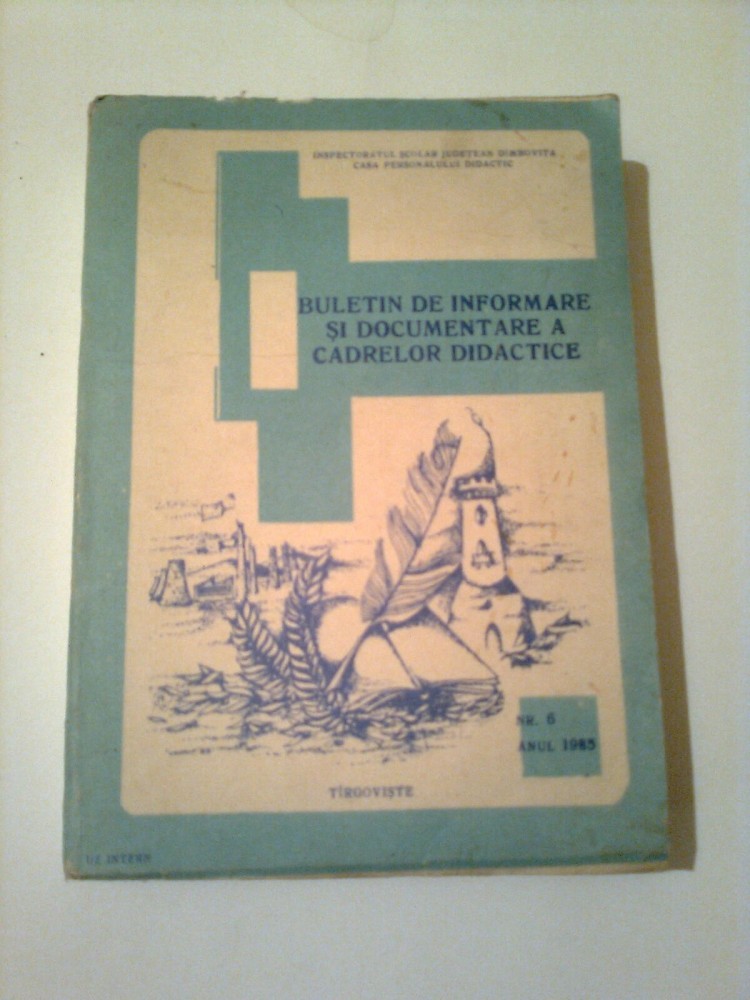 INSPECTORATUL ȘCOLAR JUDEȚEAN DÎMBOVIȚA
CASA PERSONALULUI DIDACTIC
BULETIN DE INFORMARE
ȘI DOCUMENTARE A
CADRELOR DIDACTICE
NR. 6
ANUL 1985
TÎRGOVIȘTE
UZ INTERN